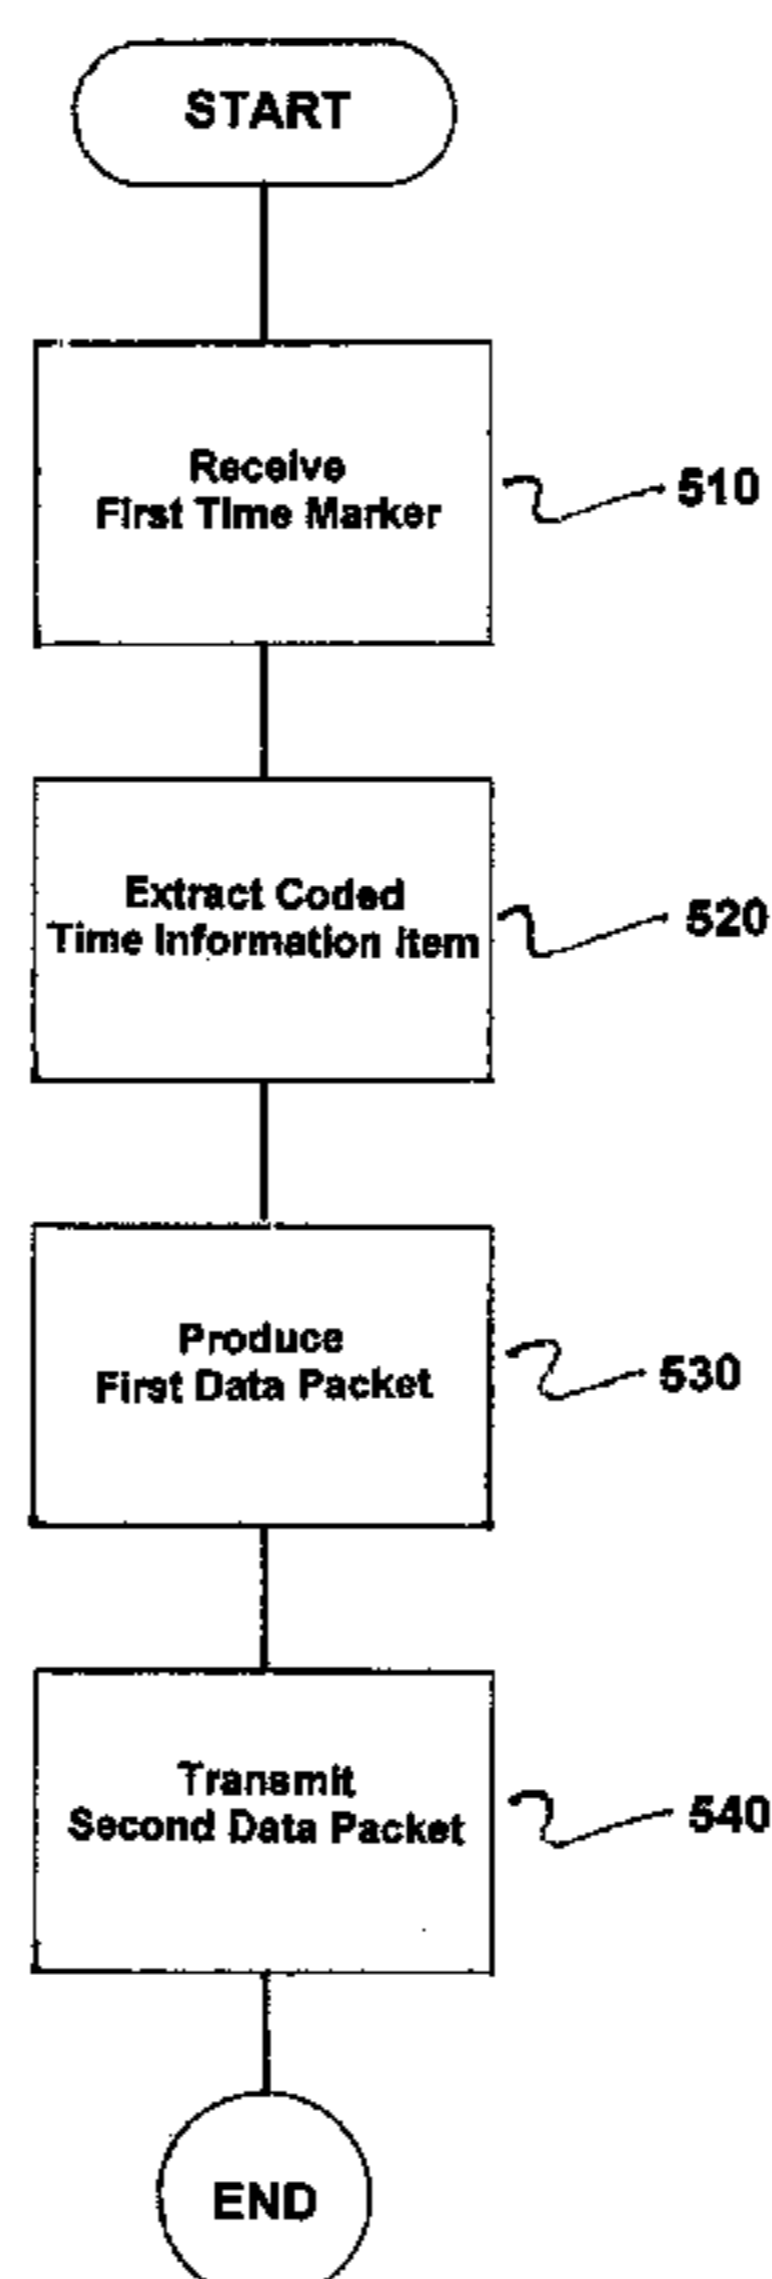 START
Receive
First Time Marker
510
Extract Coded
Time Information Item
520
Produce
First Data Packet
530
Transmit
Second Data Packet
540
END